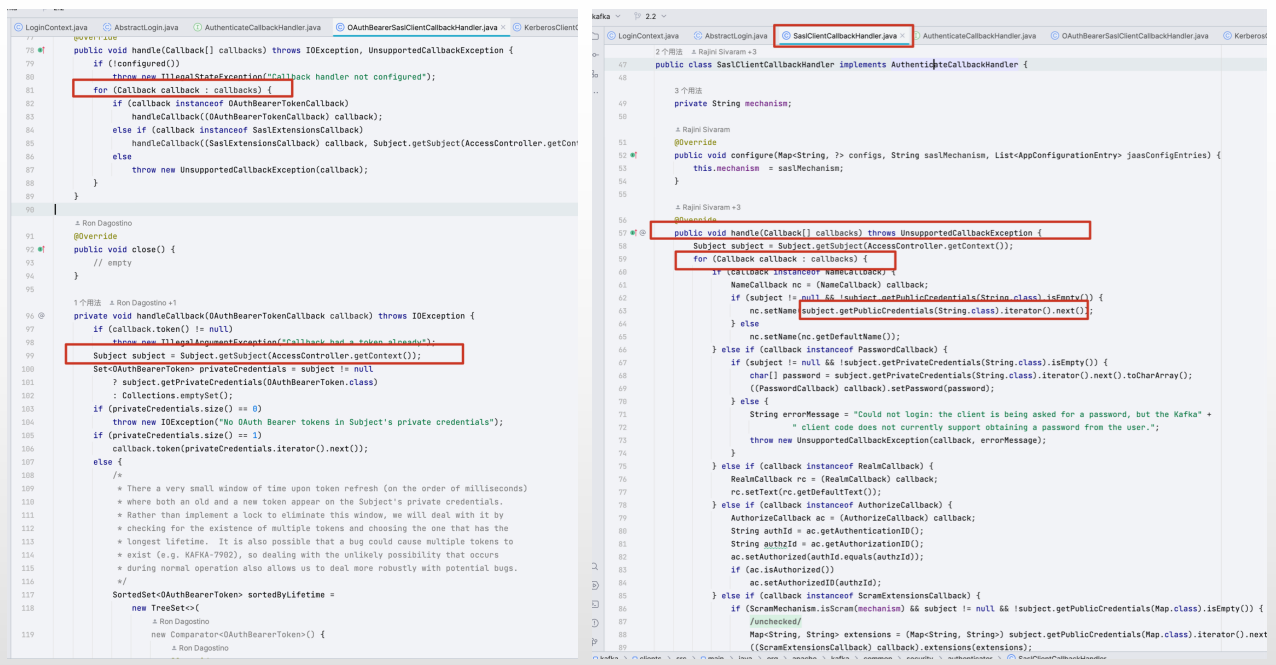 LoginContext.java AbstractLogin.java AuthenticateCallbackHandler.java OAuthBearerSaslClientCallbackHandler.java × KerberosClientC
77 @Override
78 public void handle(Callback[] callbacks) throws IOException, UnsupportedCallbackException {
79 if (!configured())
80 throw new IllegalStateException("Callback handler not configured");
81 for (Callback callback : callbacks) {
82 if (callback instanceof OAuthBearerTokenCallback)
83 handleCallback((OAuthBearerTokenCallback) callback);
84 else if (callback instanceof SaslExtensionsCallback)
85 handleCallback((SaslExtensionsCallback) callback, Subject.getSubject(AccessController.getCont
86 else
87 throw new UnsupportedCallbackException(callback);
88 }
89 }
90
Ron Dagostino
91 @Override
92 public void close() {
93 // empty
94 }
95
1个用法 Ron Dagostino +1
96 @ private void handleCallback(OAuthBearerTokenCallback callback) throws IOException {
97 if (callback.token() != null)
98 throw new IllegalArgumentException("Callback had a token already");
99 Subject subject = Subject.getSubject(AccessController.getContext());
100 Set<OAuthBearerToken> privateCredentials = subject != null
101 ? subject.getPrivateCredentials(OAuthBearerToken.class)
102 : Collections.emptySet();
103 if (privateCredentials.size() == 0)
104 throw new IOException("No OAuth Bearer tokens in Subject's private credentials");
105 if (privateCredentials.size() == 1)
106 callback.token(privateCredentials.iterator().next());
107 else {
108 /*
109 * There a very small window of time upon token refresh (on the order of milliseconds)
110 * where both an old and a new token appear on the Subject's private credentials.
111 * Rather than implement a lock to eliminate this window, we will deal with it by
112 * checking for the existence of multiple tokens and choosing the one that has the
113 * longest lifetime.  It is also possible that a bug could cause multiple tokens to
114 * exist (e.g. KAFKA-7902), so dealing with the unlikely possibility that occurs
115 * during normal operation also allows us to deal more robustly with potential bugs.
116 */
117 SortedSet<OAuthBearerToken> sortedByLifetime =
118 new TreeSet<>(
Ron Dagostino
119 new Comparator<OAuthBearerToken>() {
Ron Dagostino
kafka 2.2
LoginContext.java AbstractLogin.java SaslClientCallbackHandler.java × AuthenticateCallbackHandler.java OAuthBearerSaslClientCallbackHandler.java Kerberos
2个用法 Rajini Sivaram +3
47 public class SaslClientCallbackHandler implements AuthenticateCallbackHandler {
48
3个用法
49 private String mechanism;
50
Rajini Sivaram
51 @Override
52 public void configure(Map<String, ?> configs, String saslMechanism, List<AppConfigurationEntry> jaasConfigEntries) {
53 this.mechanism = saslMechanism;
54 }
55
Rajini Sivaram +3
56 @Override
57 @ public void handle(Callback[] callbacks) throws UnsupportedCallbackException {
58 Subject subject = Subject.getSubject(AccessController.getContext());
59 for (Callback callback : callbacks) {
60 if (callback instanceof NameCallback) {
61 NameCallback nc = (NameCallback) callback;
62 if (subject != null && !subject.getPublicCredentials(String.class).isEmpty()) {
63 nc.setName(subject.getPublicCredentials(String.class).iterator().next());
64 } else
65 nc.setName(nc.getDefaultName());
66 } else if (callback instanceof PasswordCallback) {
67 if (subject != null && !subject.getPrivateCredentials(String.class).isEmpty()) {
68 char[] password = subject.getPrivateCredentials(String.class).iterator().next().toCharArray();
69 ((PasswordCallback) callback).setPassword(password);
70 } else {
71 String errorMessage = "Could not login: the client is being asked for a password, but the Kafka" +
72 " client code does not currently support obtaining a password from the user.";
73 throw new UnsupportedCallbackException(callback, errorMessage);
74 }
75 } else if (callback instanceof RealmCallback) {
76 RealmCallback rc = (RealmCallback) callback;
77 rc.setText(rc.getDefaultText());
78 } else if (callback instanceof AuthorizeCallback) {
79 AuthorizeCallback ac = (AuthorizeCallback) callback;
80 String authId = ac.getAuthenticationID();
81 String authzId = ac.getAuthorizationID();
82 ac.setAuthorized(authId.equals(authzId));
83 if (ac.isAuthorized())
84 ac.setAuthorizedID(authzId);
85 } else if (callback instanceof ScramExtensionsCallback) {
86 if (ScramMechanism.isScram(mechanism) && subject != null && !subject.getPublicCredentials(Map.class).isEmpty()) {
87 /unchecked/
88 Map<String, String> extensions = (Map<String, String>) subject.getPublicCredentials(Map.class).iterator().next
89 ((ScramExtensionsCallback) callback).extensions(extensions);
kafka > clients > src > main > java > org > apache > kafka > common > security > authenticator > SaslClientCallbackHandler